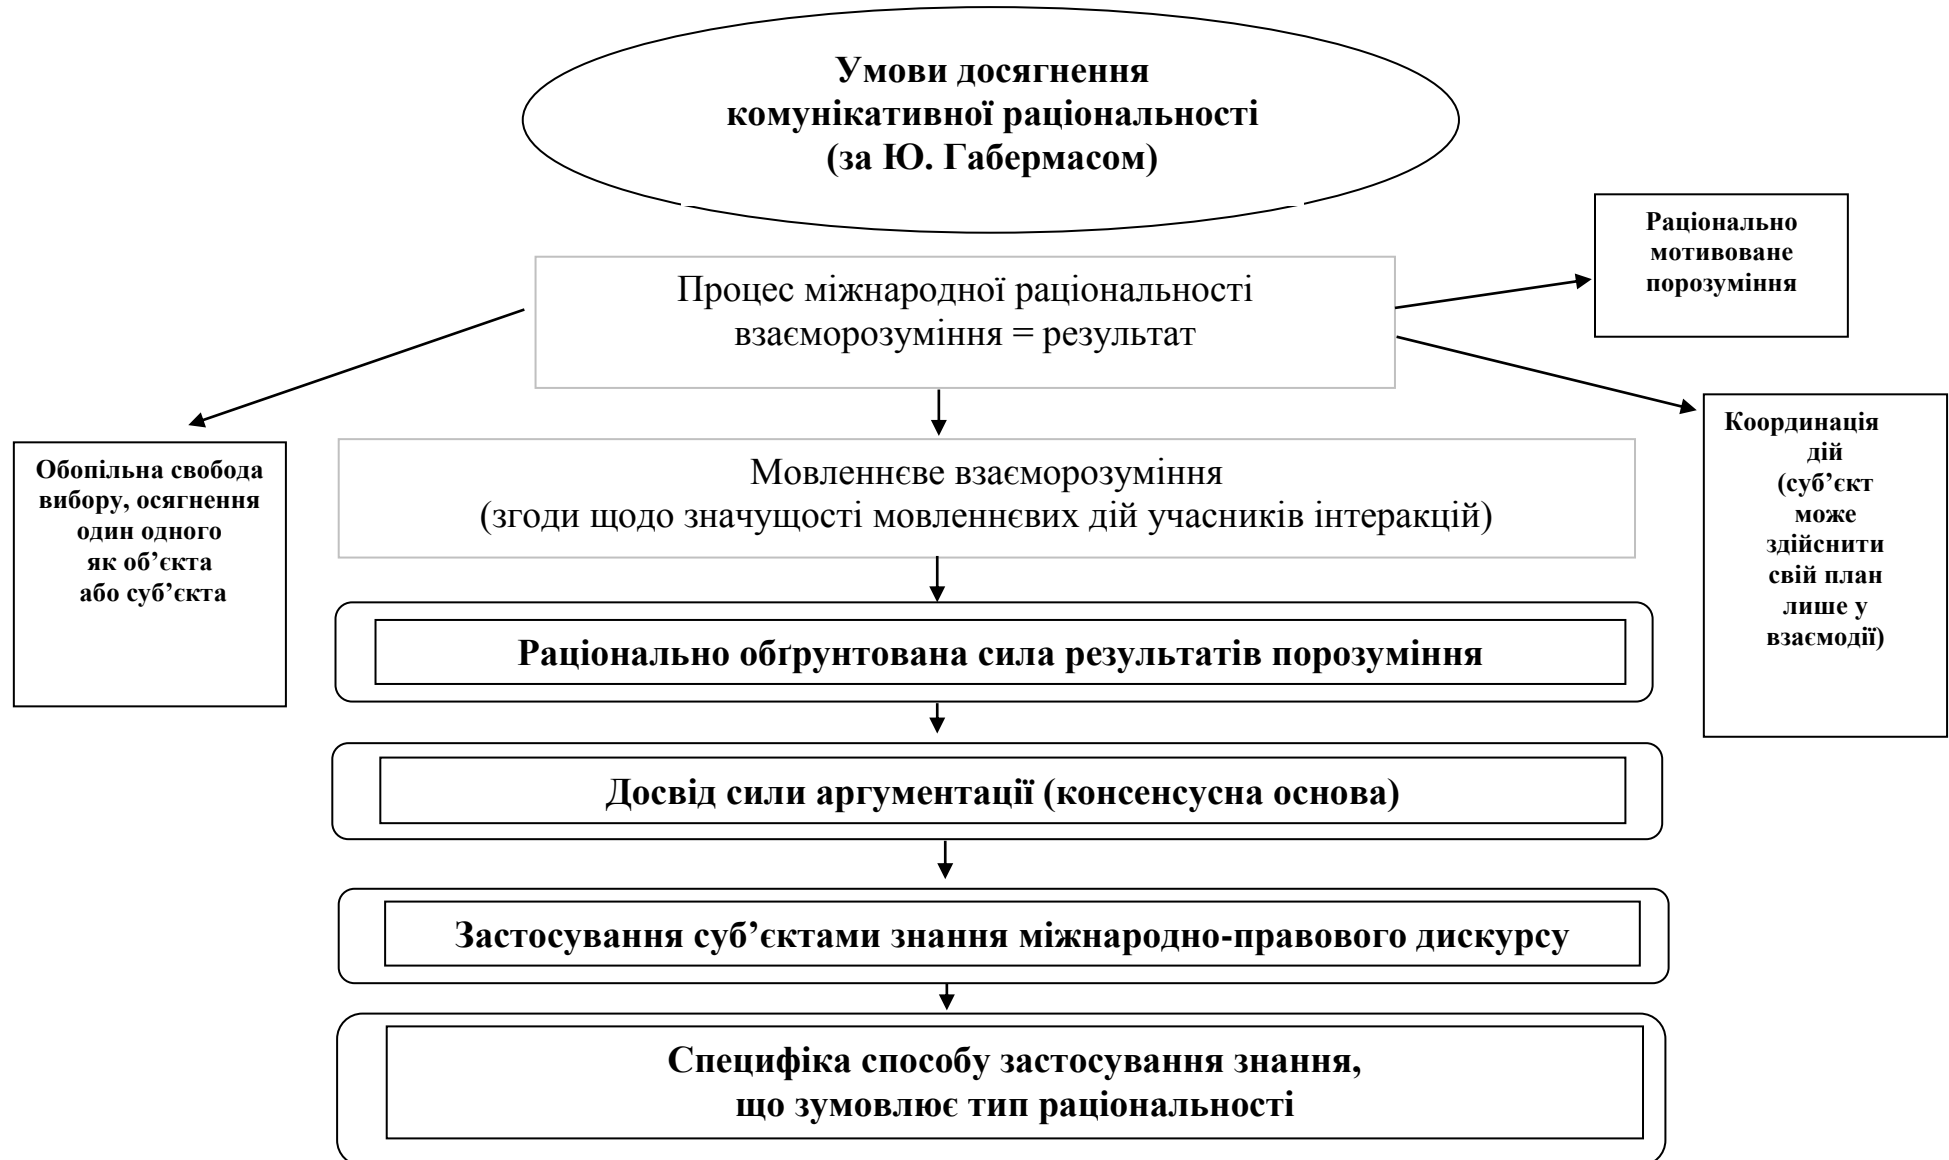 Умови досягнення
комунікативної раціональності
(за Ю. Габермасом)
Раціонально
мотивоване
порозуміння
Процес міжнародної раціональності
взаєморозуміння = результат
Обопільна свобода
вибору, осягнення
один одного
як об’єкта
або суб’єкта
Мовленнєве взаєморозуміння
(згоди щодо значущості мовленнєвих дій учасників інтеракцій)
Координація
дій
(суб’єкт
може
здійснити
свій план
лише у
взаємодії)
Раціонально обґрунтована сила результатів порозуміння
Досвід сили аргументації (консенсусна основа)
Застосування суб’єктами знання міжнародно-правового дискурсу
Специфіка способу застосування знання,
що зумовлює тип раціональності